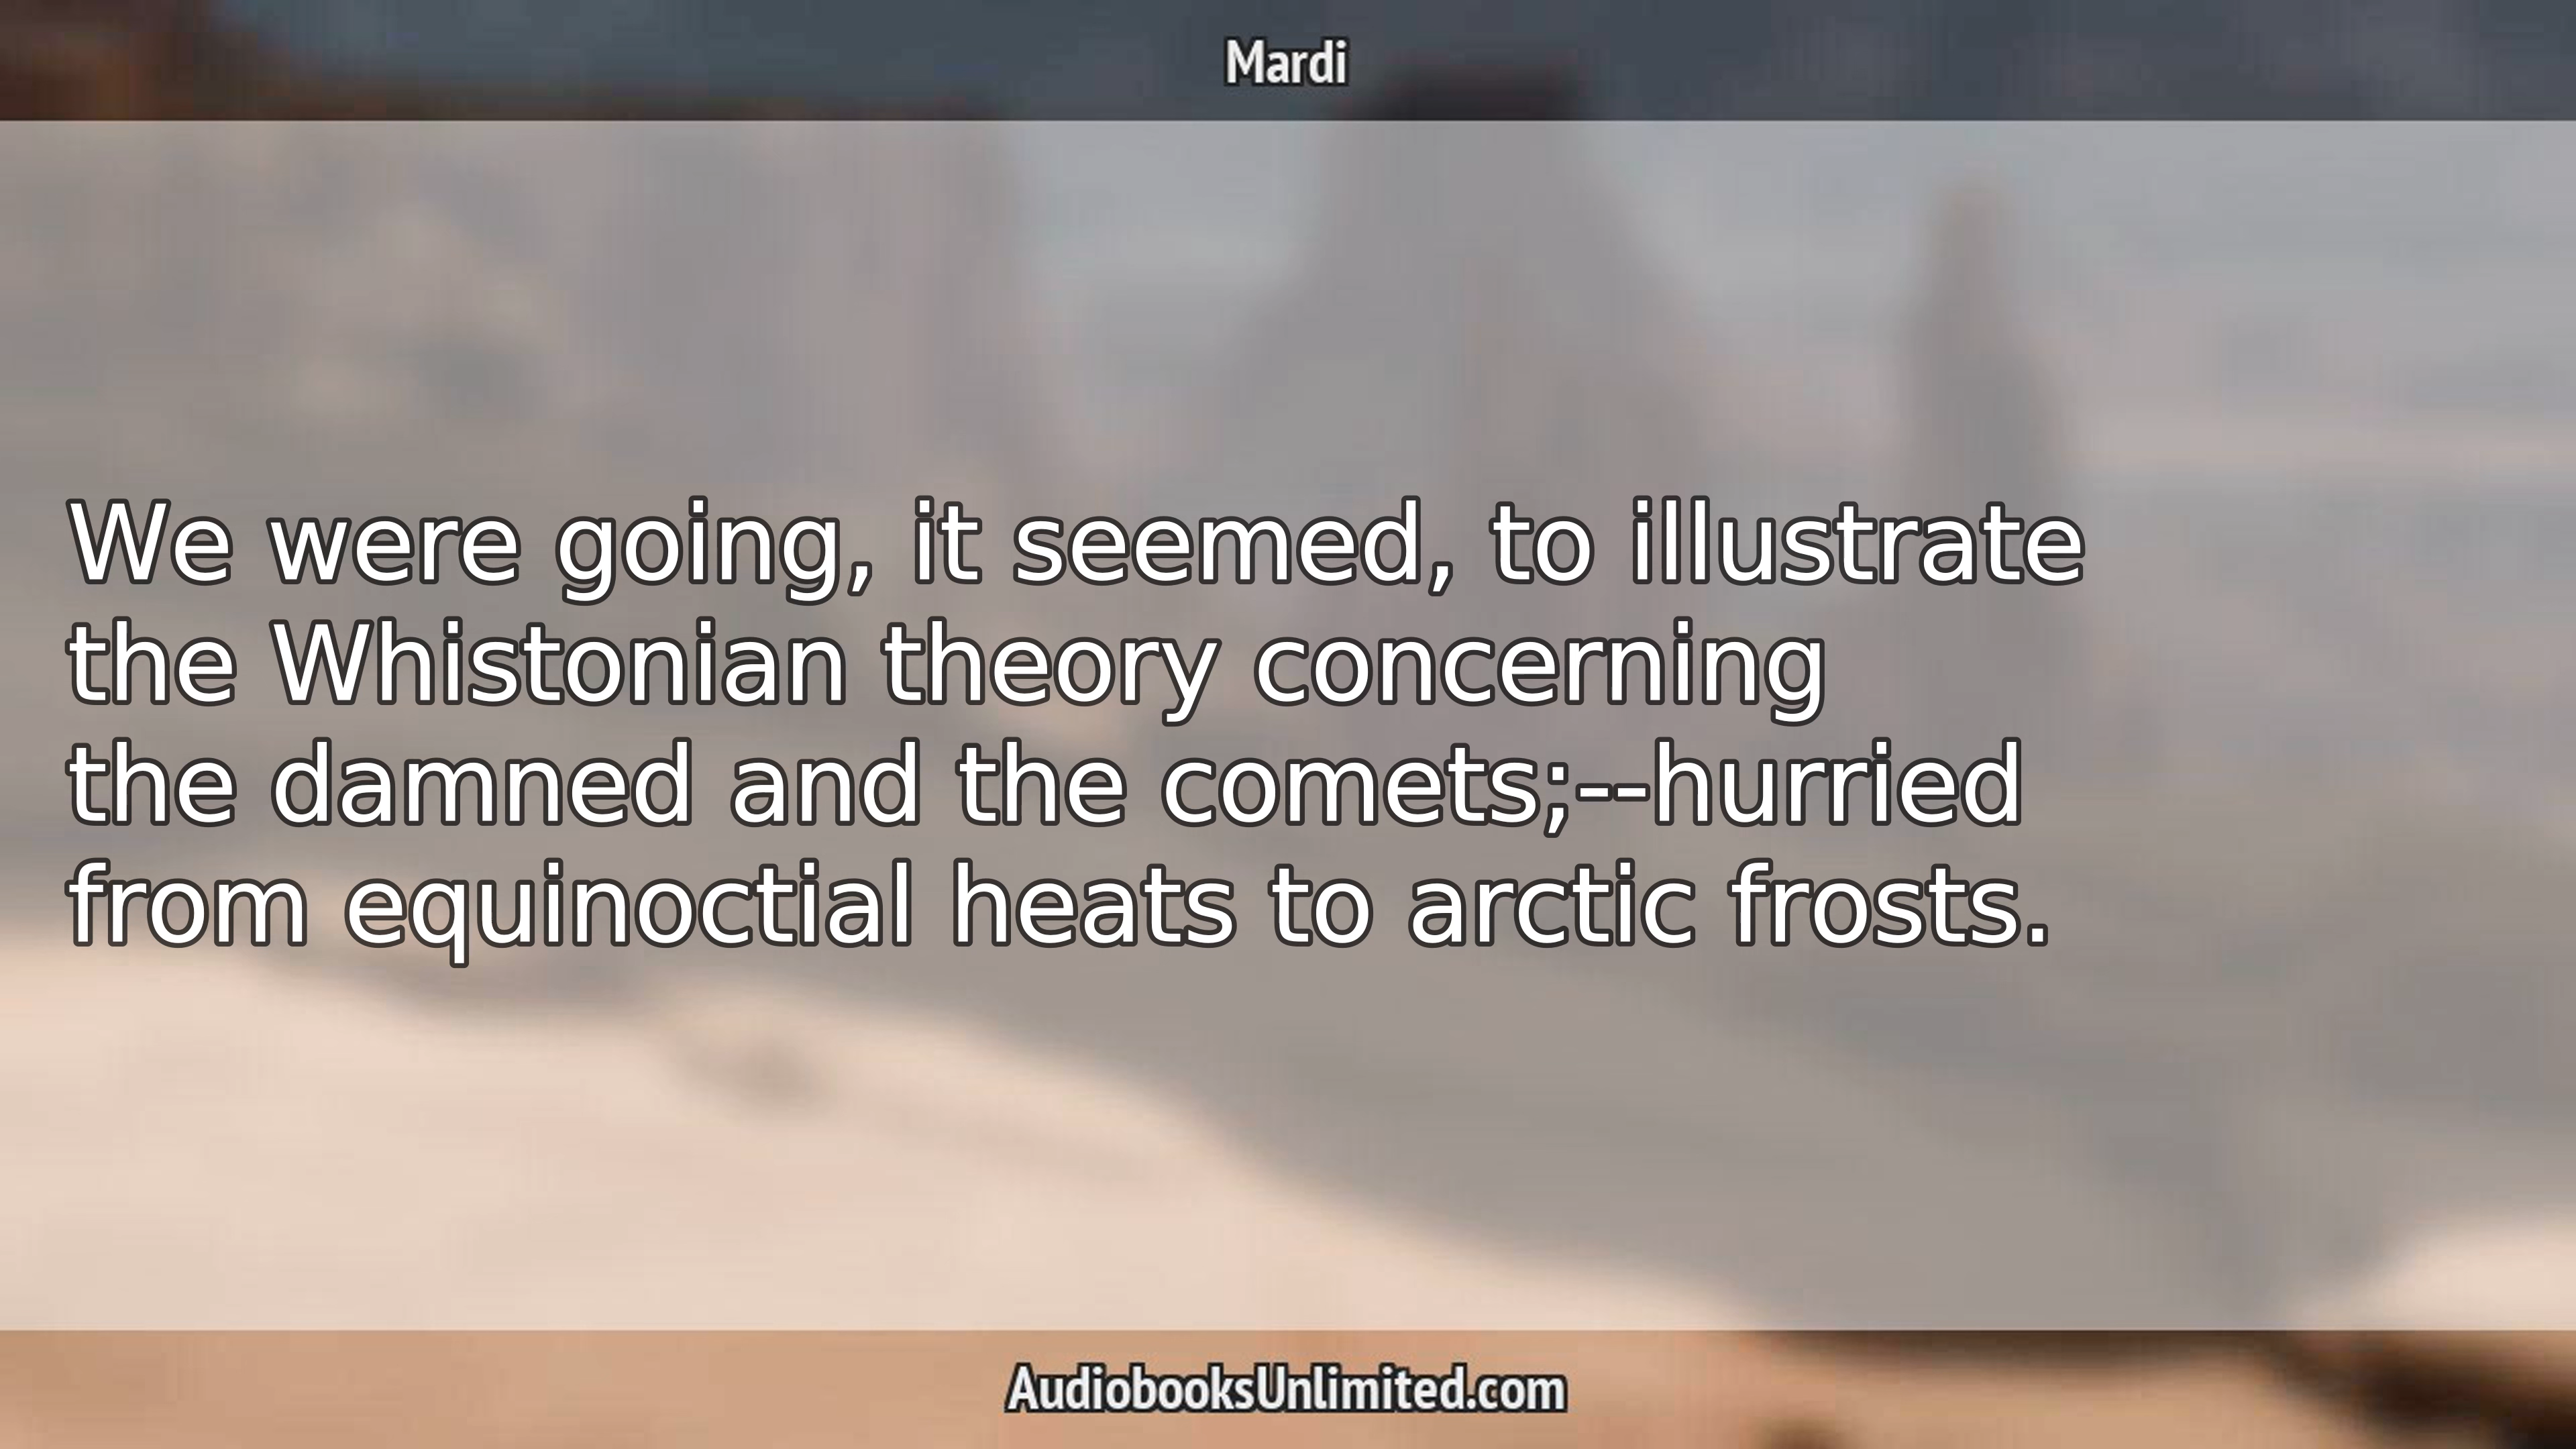 Mardi
We were going, it seemed, to illustrate
the Whistonian theory concerning
the damned and the comets;--hurried
from equinoctial heats to arctic frosts.
AudiobooksUnlimited.com